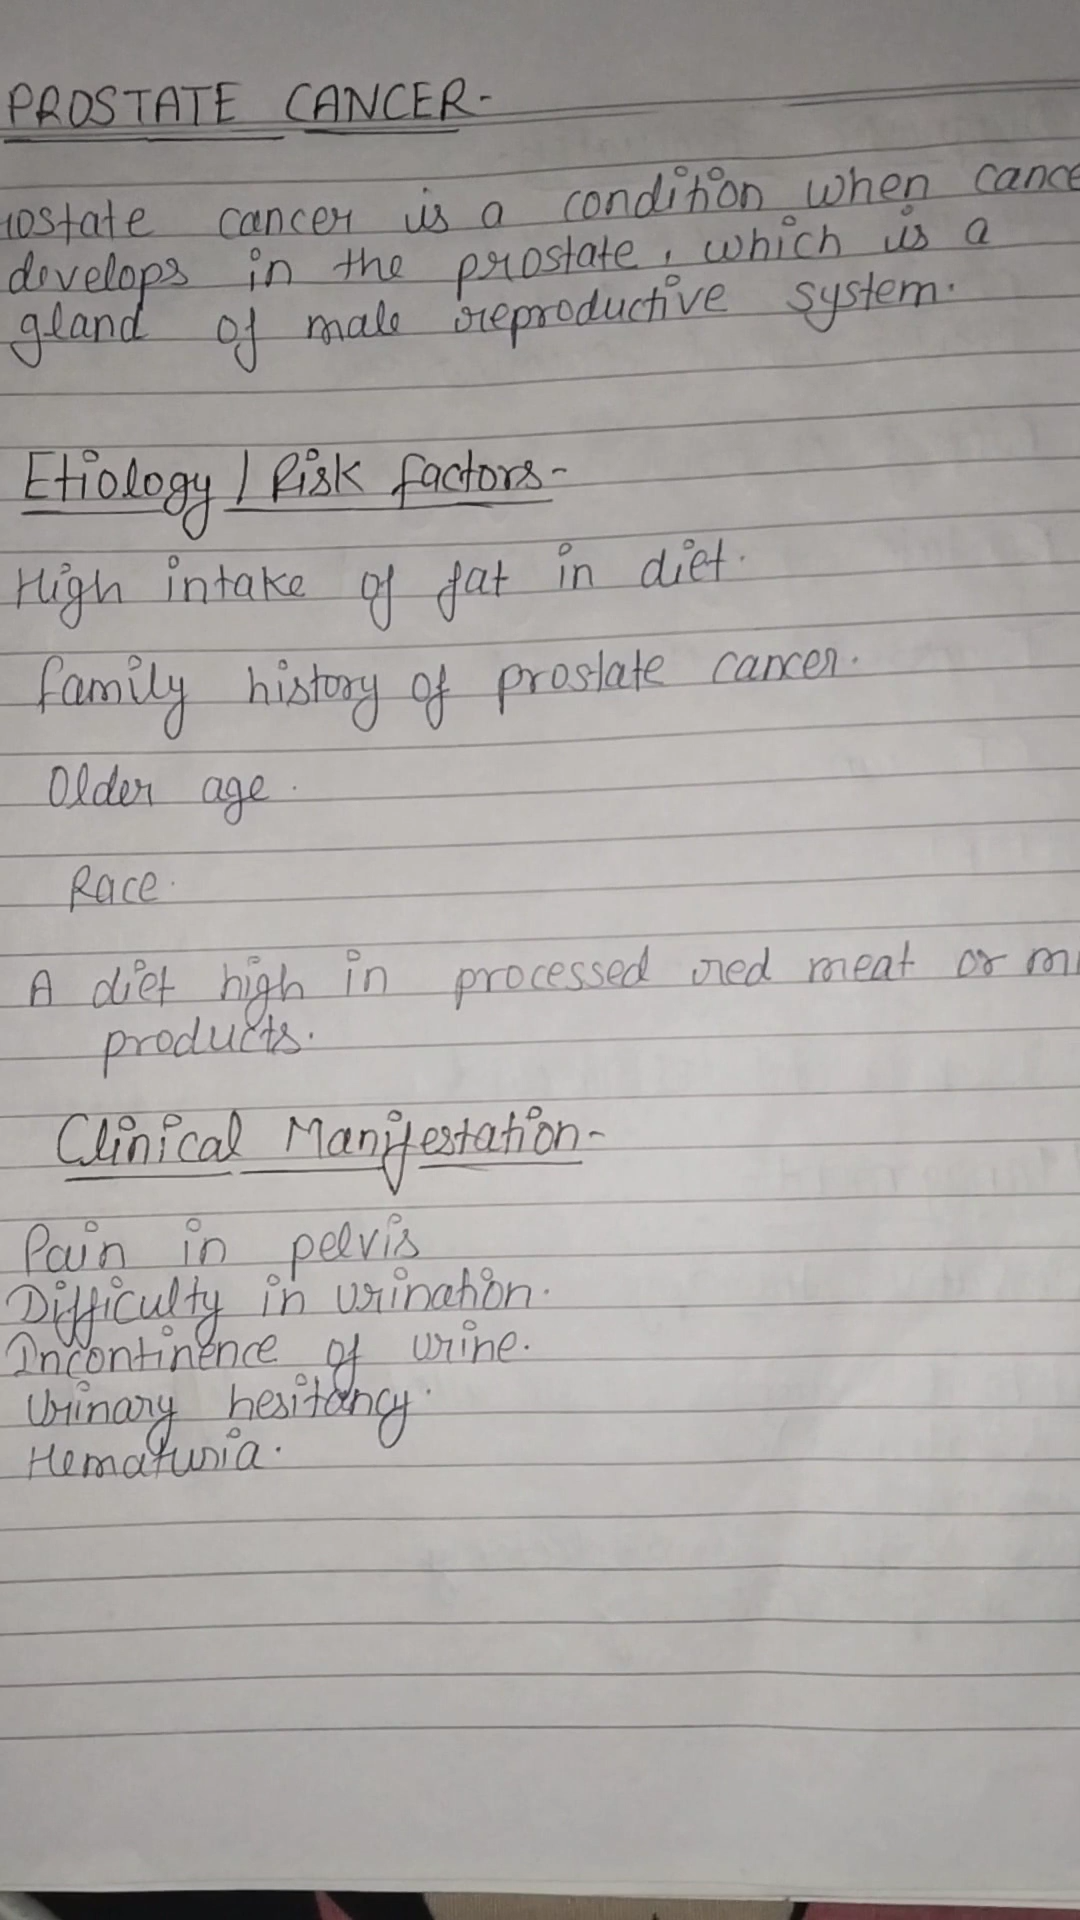 PROSTATE CANCER-
rostate cancer is a condition when cance
develops in the prostate, which is a
gland of male reproductive system.
Etiology / Risk factors-
High intake of fat in diet.
family history of prostate cancer.
Older age.
Race.
A diet high in processed red meat or
products.
Clinical Manifestation-
Pain in pelvis
Difficulty in urination.
Incontinence of urine.
Urinary hesitancy.
Hematuria.